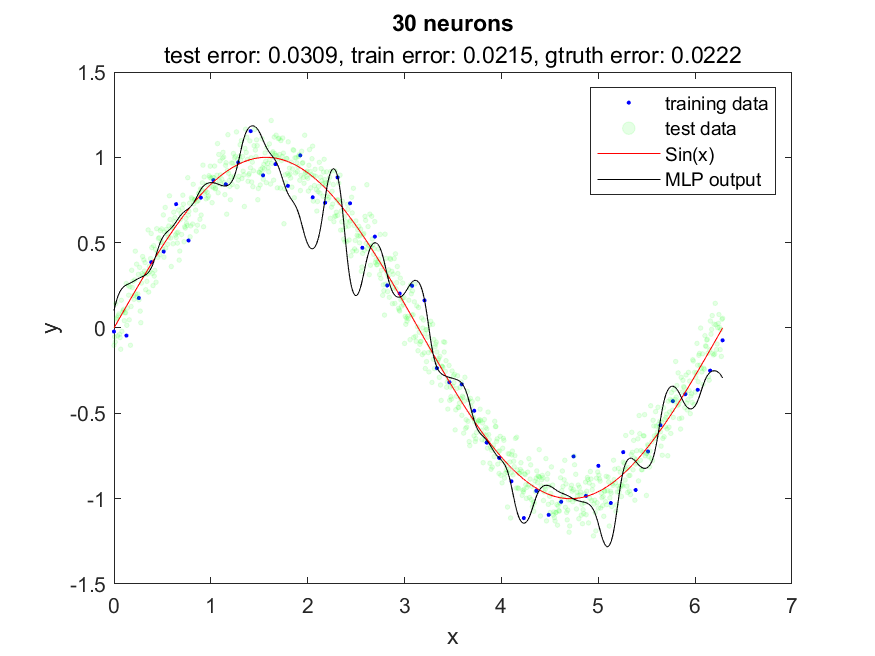 30 neurons
test error: 0.0309, train error: 0.0215, gtruth error: 0.0222
1.5
training data
test data
Sin(x)
MLP output
1
0.5
0
-0.5
-1
-1.5
y
0 1 2 3 4 5 6 7
x